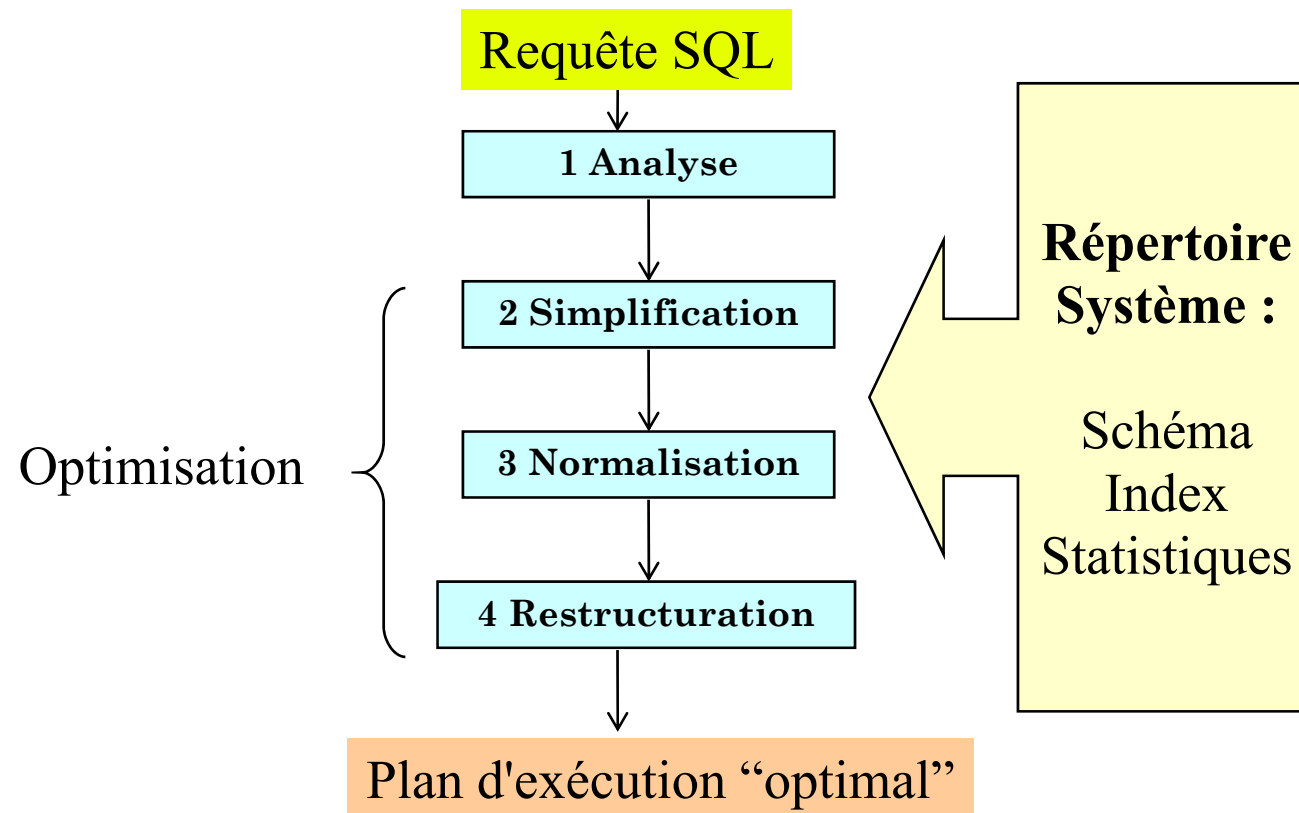 Requête SQL
1 Analyse
2 Simplification
3 Normalisation
4 Restructuration
Plan d'exécution “optimal”
Optimisation
Répertoire
Système :
Schéma
Index
Statistiques